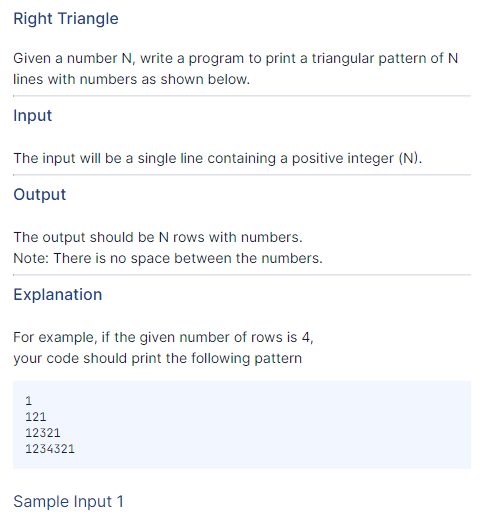 Right Triangle
Given a number N, write a program to print a triangular pattern of N
lines with numbers as shown below.
Input
The input will be a single line containing a positive integer (N).
Output
The output should be N rows with numbers.
Note: There is no space between the numbers.
Explanation
For example, if the given number of rows is 4,
your code should print the following pattern
1
121
12321
1234321
Sample Input 1